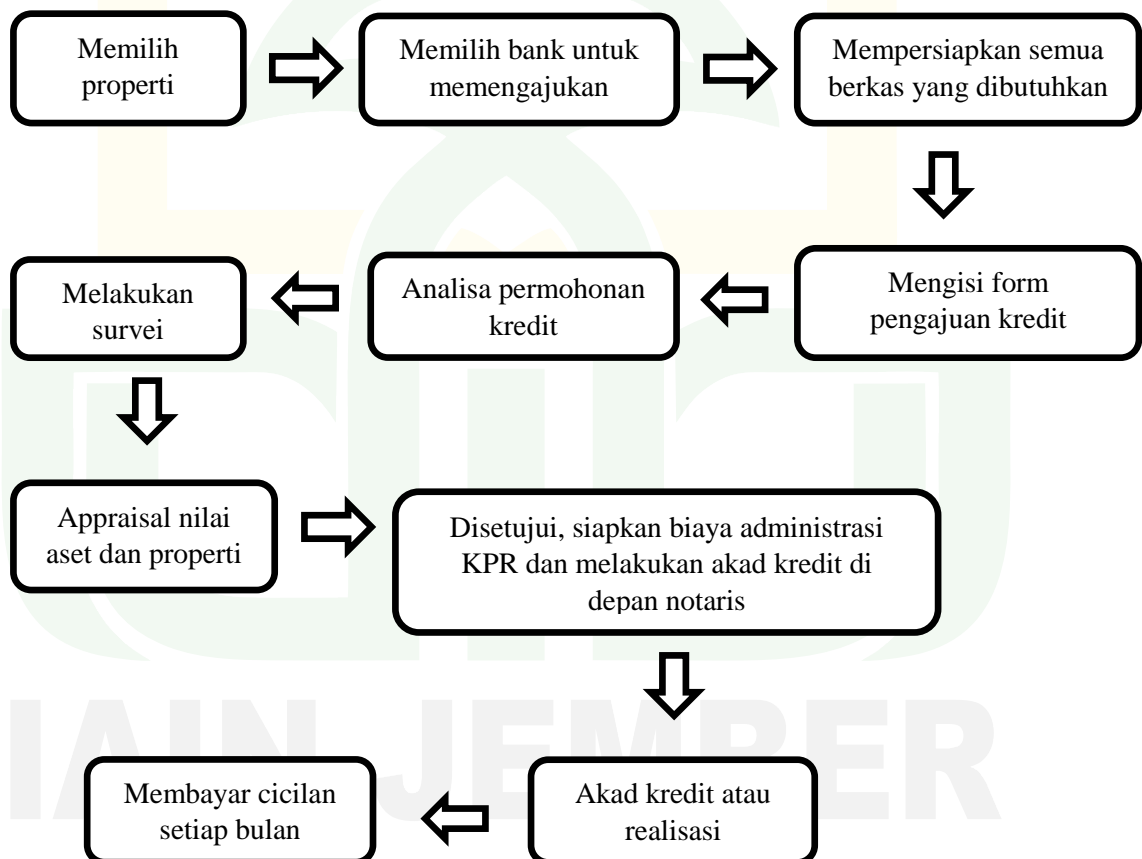 Memilih
properti
Memilih bank untuk
memengajukan
Mempersiapkan semua
berkas yang dibutuhkan
Mengisi form
pengajuan kredit
Analisa permohonan
kredit
Melakukan
survei
Appraisal nilai
aset dan properti
Disetujui, siapkan biaya administrasi
KPR dan melakukan akad kredit di
depan notaris
Akad kredit atau
realisasi
Membayar cicilan
setiap bulan
IAIN JEMBER